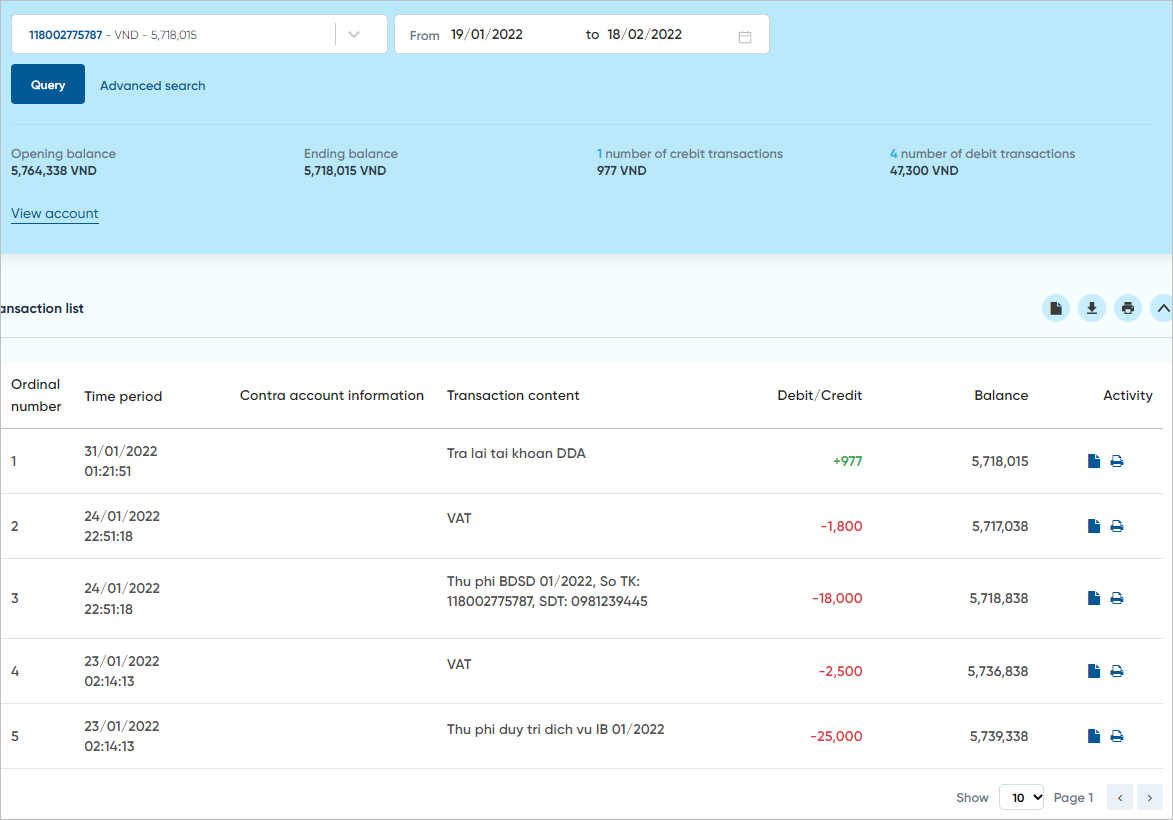 118002775787 - VND - 5,718,015
From 19/01/2022 to 18/02/2022
Query Advanced search
Opening balance Ending balance 1 number of crebit transactions 4 number of debit transactions
5,764,338 VND 5,718,015 VND 977 VND 47,300 VND
View account
ansaction list
Ordinal number Time period Contra account information Transaction content Debit/Credit Balance Activity
1 31/01/2022 01:21:51 Tra lai tai khoan DDA +977 5,718,015
2 24/01/2022 22:51:18 VAT -1,800 5,717,038
3 24/01/2022 22:51:18 Thu phi BDSD 01/2022, So TK: 118002775787, SDT: 0981239445 -18,000 5,718,838
4 23/01/2022 02:14:13 VAT -2,500 5,736,838
5 23/01/2022 02:14:13 Thu phi duy tri dich vu IB 01/2022 -25,000 5,739,338
Show 10 Page 1